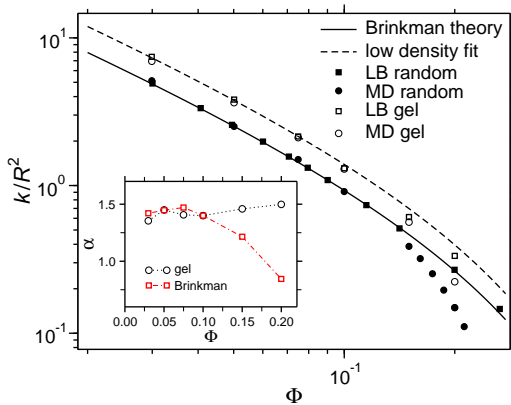 10¹
10⁰
10⁻¹
k/R²
Brinkman theory
low density fit
LB random
MD random
LB gel
MD gel
1.5
1.0
α
gel
Brinkman
0.00 0.05 0.10 0.15 0.20
Φ
10⁻¹
Φ